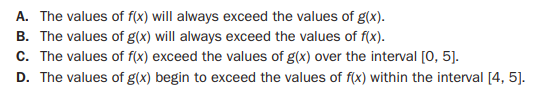 A. The values of f(x) will always exceed the values of g(x).
B. The values of g(x) will always exceed the values of f(x).
C. The values of f(x) exceed the values of g(x) over the interval [0, 5].
D. The values of g(x) begin to exceed the values of f(x) within the interval [4, 5].